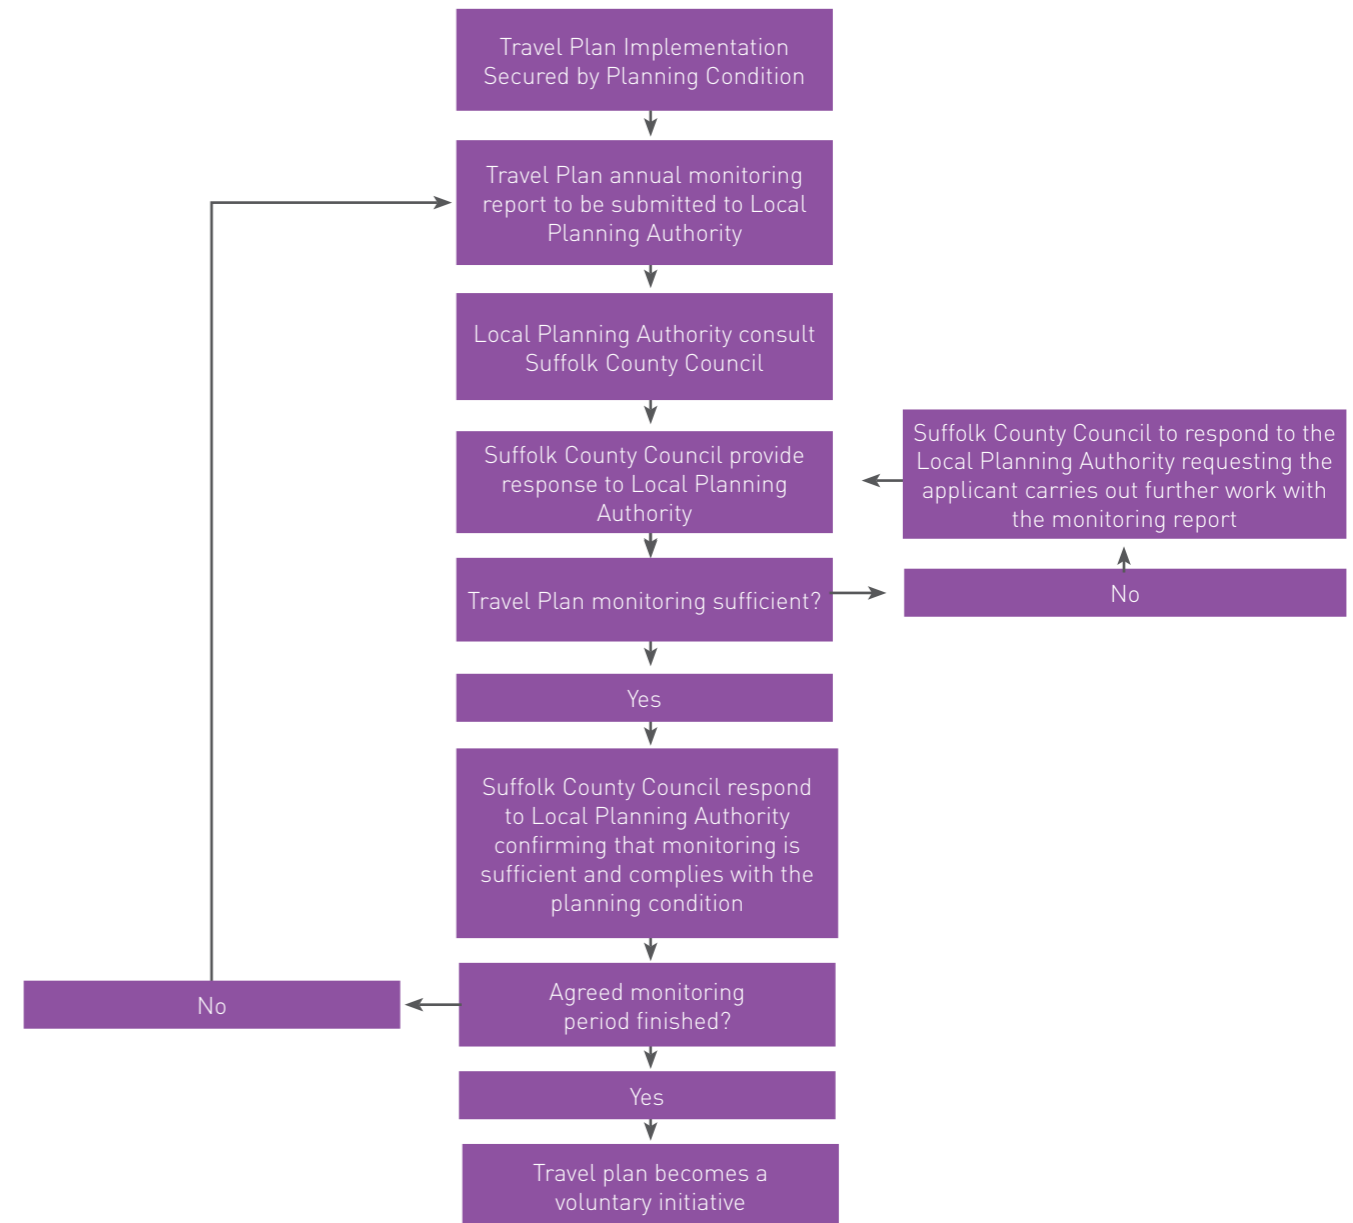 Travel Plan Implementation
Secured by Planning Condition
Travel Plan annual monitoring
report to be submitted to Local
Planning Authority
Local Planning Authority consult
Suffolk County Council
Suffolk County Council provide
response to Local Planning
Authority
Suffolk County Council to respond to the
Local Planning Authority requesting the
applicant carries out further work with
the monitoring report
Travel Plan monitoring sufficient?
No
Yes
Suffolk County Council respond
to Local Planning Authority
confirming that monitoring is
sufficient and complies with the
planning condition
Agreed monitoring
period finished?
No
Yes
Travel plan becomes a
voluntary initiative